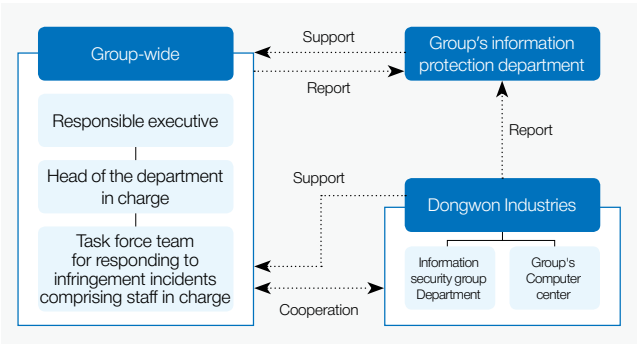 Group-wide
Support
Group's information
protection department
Report
Responsible executive
Head of the department
in charge
Task force team
for responding to
infringement incidents
comprising staff in charge
Report
Support
Dongwon Industries
Information
security group
Department
Group's
Computer
center
Cooperation